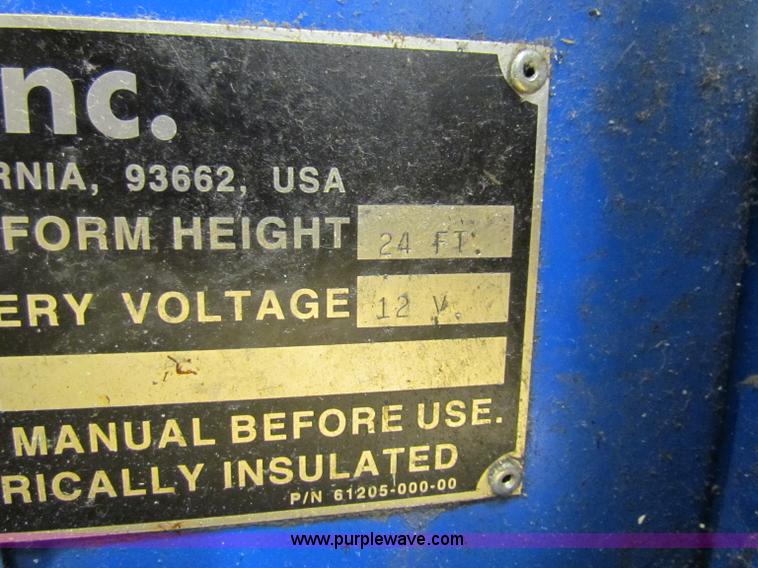 nc.
RNIA, 93662, USA
FORM HEIGHT 24 FT.
ERY VOLTAGE 12 V.
MANUAL BEFORE USE.
RICALLY INSULATED
P/N 61205-000-00
www.purplewave.com